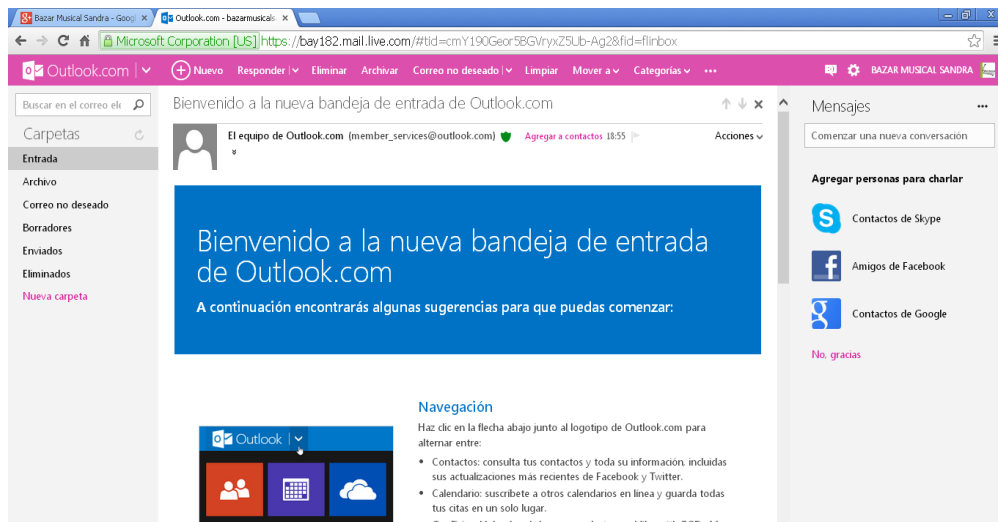 Bazar Musical Sandra - Goog
Outlook.com - bazarmusicals
Microsoft Corporation [US] https://bay182.mail.live.com/#tid=cmY190Geor5BGVryxZ5Ub-Ag2&fid=flinbox
Outlook.com
Nuevo Responder Eliminar Archivar Correo no deseado Limpiar Mover a Categorías ••• BAZAR MUSICAL SANDRA
Buscar en el correo ele
Carpetas
Entrada
Archivo
Correo no deseado
Borradores
Enviados
Eliminados
Nueva carpeta
Bienvenido a la nueva bandeja de entrada de Outlook.com
El equipo de Outlook.com (member_services@outlook.com) Agregar a contactos 18:55 Acciones
Bienvenido a la nueva bandeja de entrada
de Outlook.com
A continuación encontrarás algunas sugerencias para que puedas comenzar:
Outlook
Navegación
Haz clic en la flecha abajo junto al logotipo de Outlook.com para
alternar entre:
• Contactos: consulta tus contactos y toda su información, incluidas
sus actualizaciones más recientes de Facebook y Twitter.
• Calendario: suscríbete a otros calendarios en línea y guarda todas
tus citas en un solo lugar.
Mensajes •••
Comenzar una nueva conversación
Agregar personas para charlar
Contactos de Skype
Amigos de Facebook
Contactos de Google
No, gracias